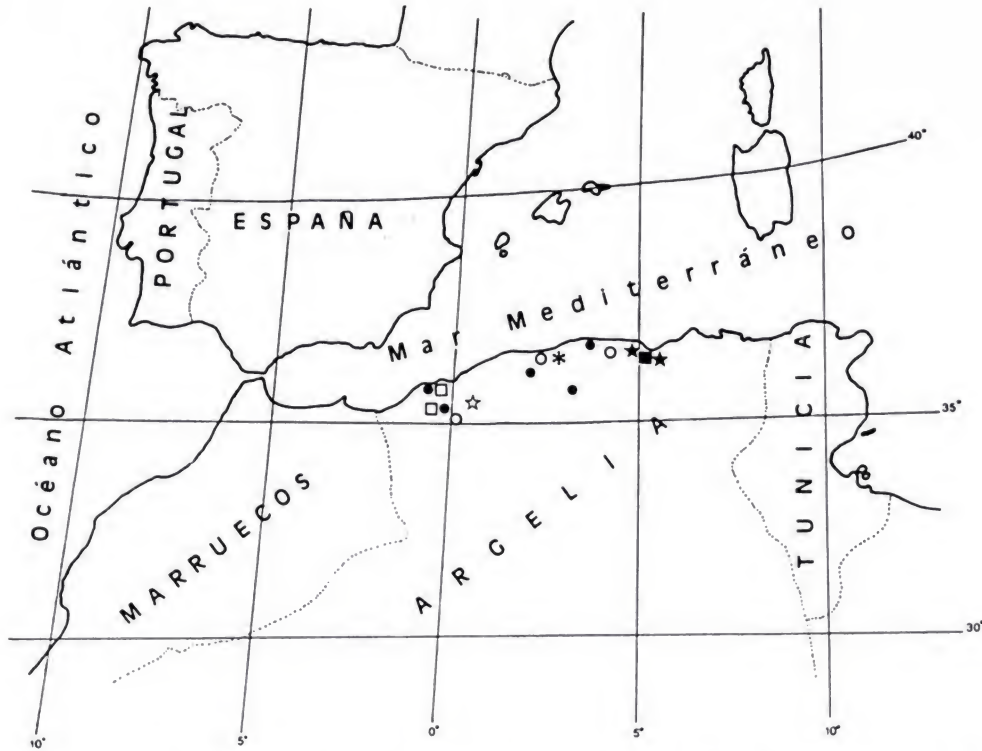 Océano Atlántico
PORTUGAL
ESPAÑA
Mar Mediterráneo
MARRUECOS
ARGELIA
TUNICIA
40°
35°
30°
10°
5°
0°
5°
10°